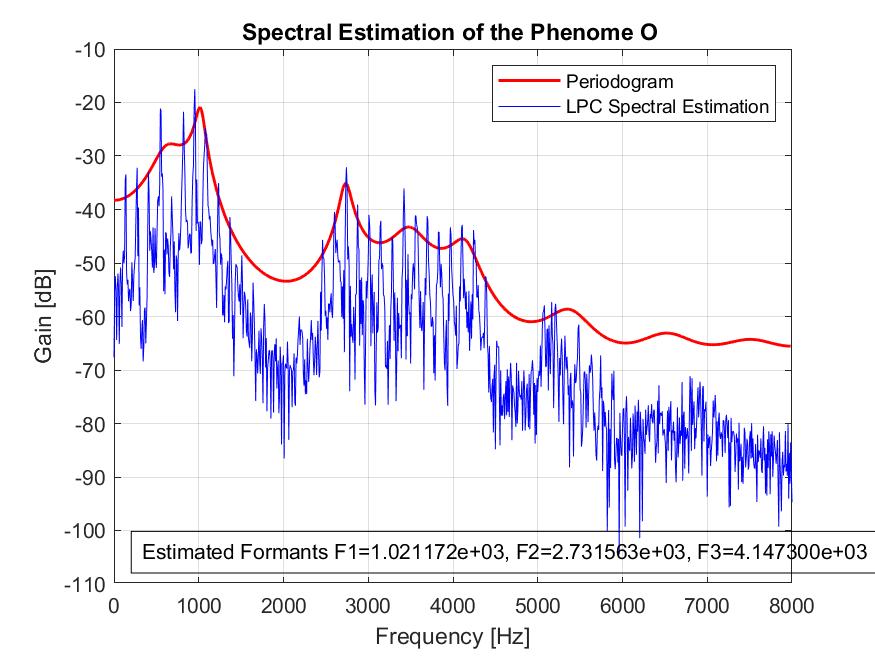 Spectral Estimation of the Phenome O
Periodogram
LPC Spectral Estimation
Gain [dB]
-10
-20
-30
-40
-50
-60
-70
-80
-90
-100
-110
Estimated Formants F1=1.021172e+03, F2=2.731563e+03, F3=4.147300e+03
0 1000 2000 3000 4000 5000 6000 7000 8000
Frequency [Hz]